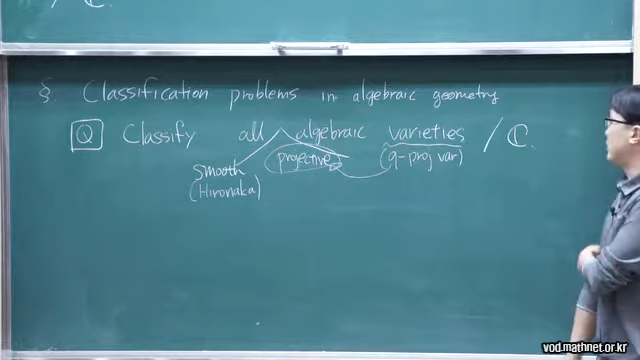 / ℂ.
§. Classification problems in algebraic geometry
Q Classify all algebraic varieties / ℂ.
smooth projective (q-proj var)
(Hironaka)
vod.mathnet.or.kr